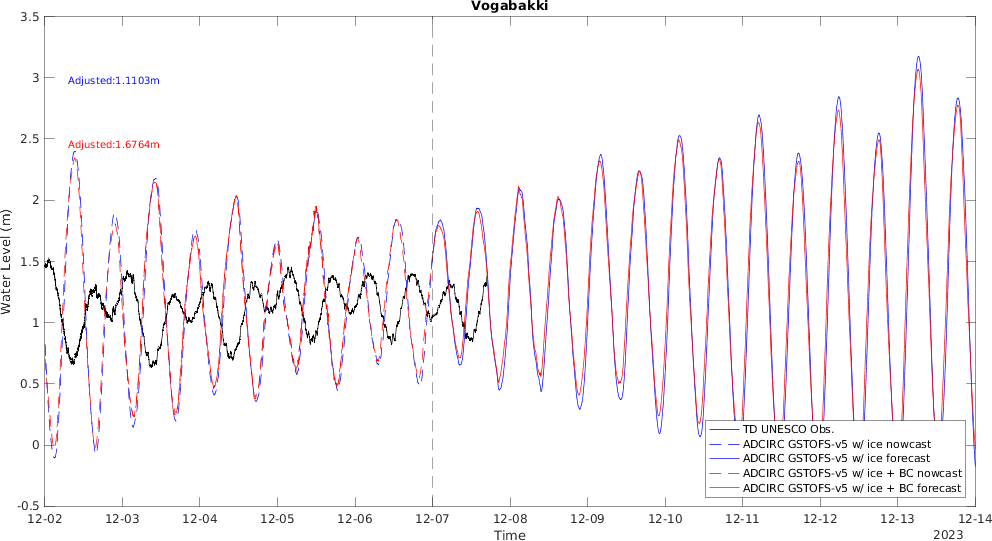 Vogabakki
3.5
3
2.5
2
1.5
1
0.5
0
-0.5
Water Level (m)
Adjusted:1.1103m
Adjusted:1.6764m
TD UNESCO Obs.
ADCIRC GSTOFS-v5 w/ ice nowcast
ADCIRC GSTOFS-v5 w/ ice forecast
ADCIRC GSTOFS-v5 w/ ice + BC nowcast
ADCIRC GSTOFS-v5 w/ ice + BC forecast
12-02 12-03 12-04 12-05 12-06 12-07 12-08 12-09 12-10 12-11 12-12 12-13 12-14
Time
2023